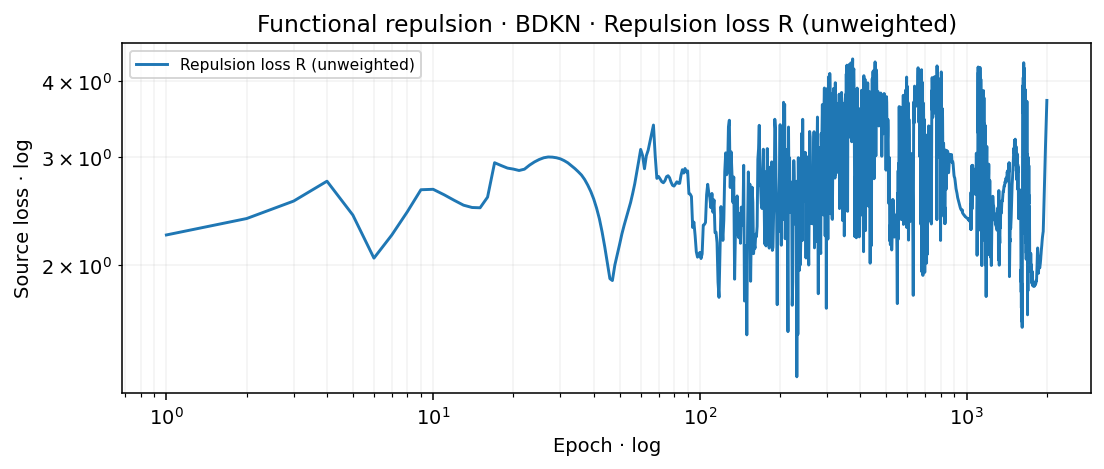 Functional repulsion · BDKN · Repulsion loss R (unweighted)
Repulsion loss R (unweighted)
4 × 10⁰
3 × 10⁰
2 × 10⁰
Source loss · log
10⁰ 10¹ 10² 10³
Epoch · log